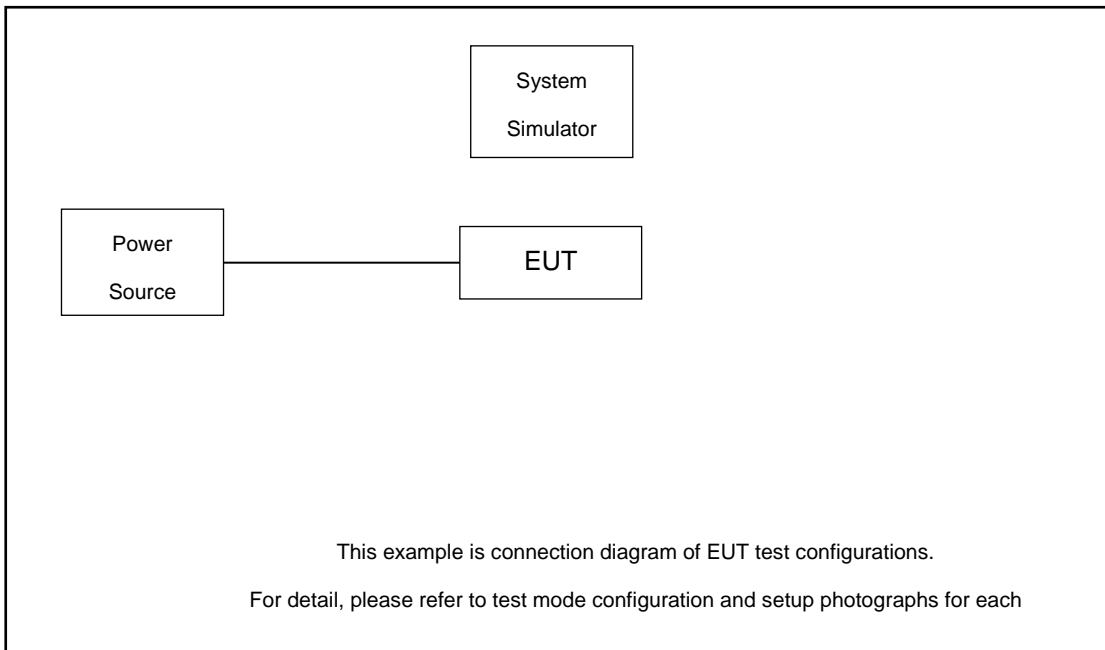 System
Simulator
Power
Source
EUT
This example is connection diagram of EUT test configurations.
For detail, please refer to test mode configuration and setup photographs for each